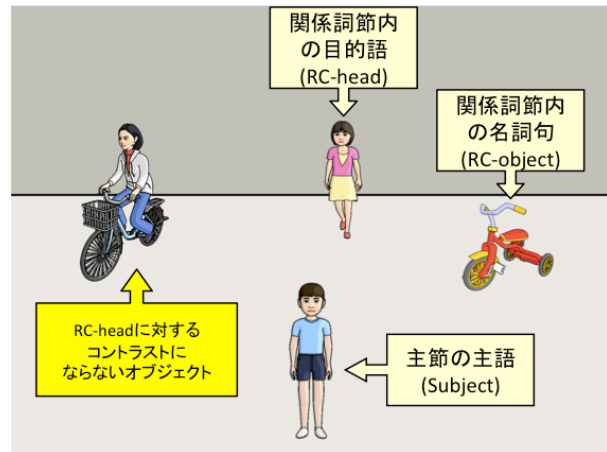 関係詞節内
の目的語
(RC-head)
関係詞節内
の名詞句
(RC-object)
RC-headに対する
コントラストに
ならないオブジェクト
主節の主語
(Subject)